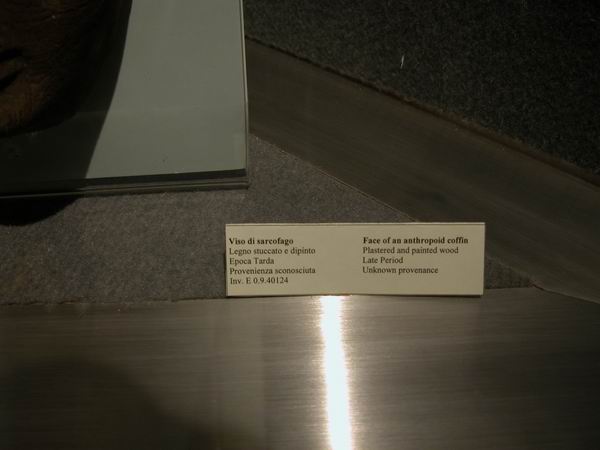 Viso di sarcofago
Legno stuccato e dipinto
Epoca Tarda
Provenienza sconosciuta
Inv. E 0.9.40124
Face of an anthropoid coffin
Plastered and painted wood
Late Period
Unknown provenance